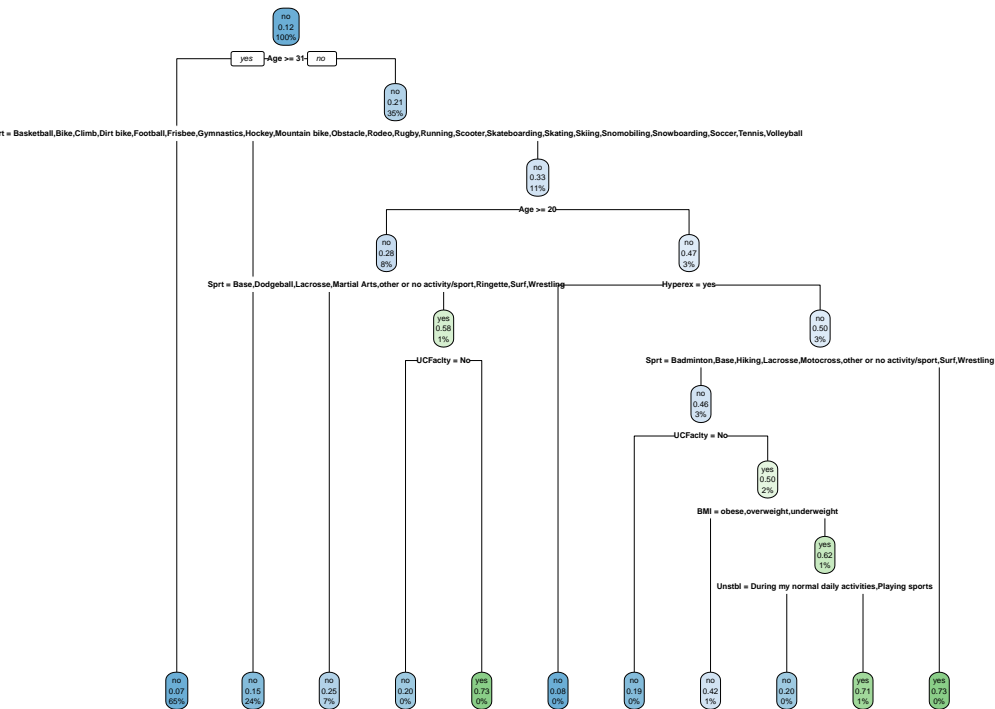 no
0.12
100%
yes Age >= 31 no
no
0.21
35%
rt = Basketball,Bike,Climb,Dirt bike,Football,Frisbee,Gymnastics,Hockey,Mountain bike,Obstacle,Rodeo,Rugby,Running,Scooter,Skateboarding,Skating,Skiing,Snomobiling,Snowboarding,Soccer,Tennis,Volleyball
no
0.33
11%
Age >= 20
no
0.28
8%
no
0.47
3%
Sprt = Base,Dodgeball,Lacrosse,Martial Arts,other or no activity/sport,Ringette,Surf,Wrestling
Hyperex = yes
yes
0.58
1%
no
0.50
3%
UCFaclty = No
Sprt = Badminton,Base,Hiking,Lacrosse,Motocross,other or no activity/sport,Surf,Wrestling
no
0.46
3%
UCFaclty = No
yes
0.50
2%
BMI = obese,overweight,underweight
yes
0.62
1%
Unstbl = During my normal daily activities,Playing sports
no
0.07
65%
no
0.15
24%
no
0.25
7%
no
0.20
0%
yes
0.73
0%
no
0.08
0%
no
0.19
0%
no
0.42
1%
no
0.20
0%
yes
0.71
1%
yes
0.73
0%